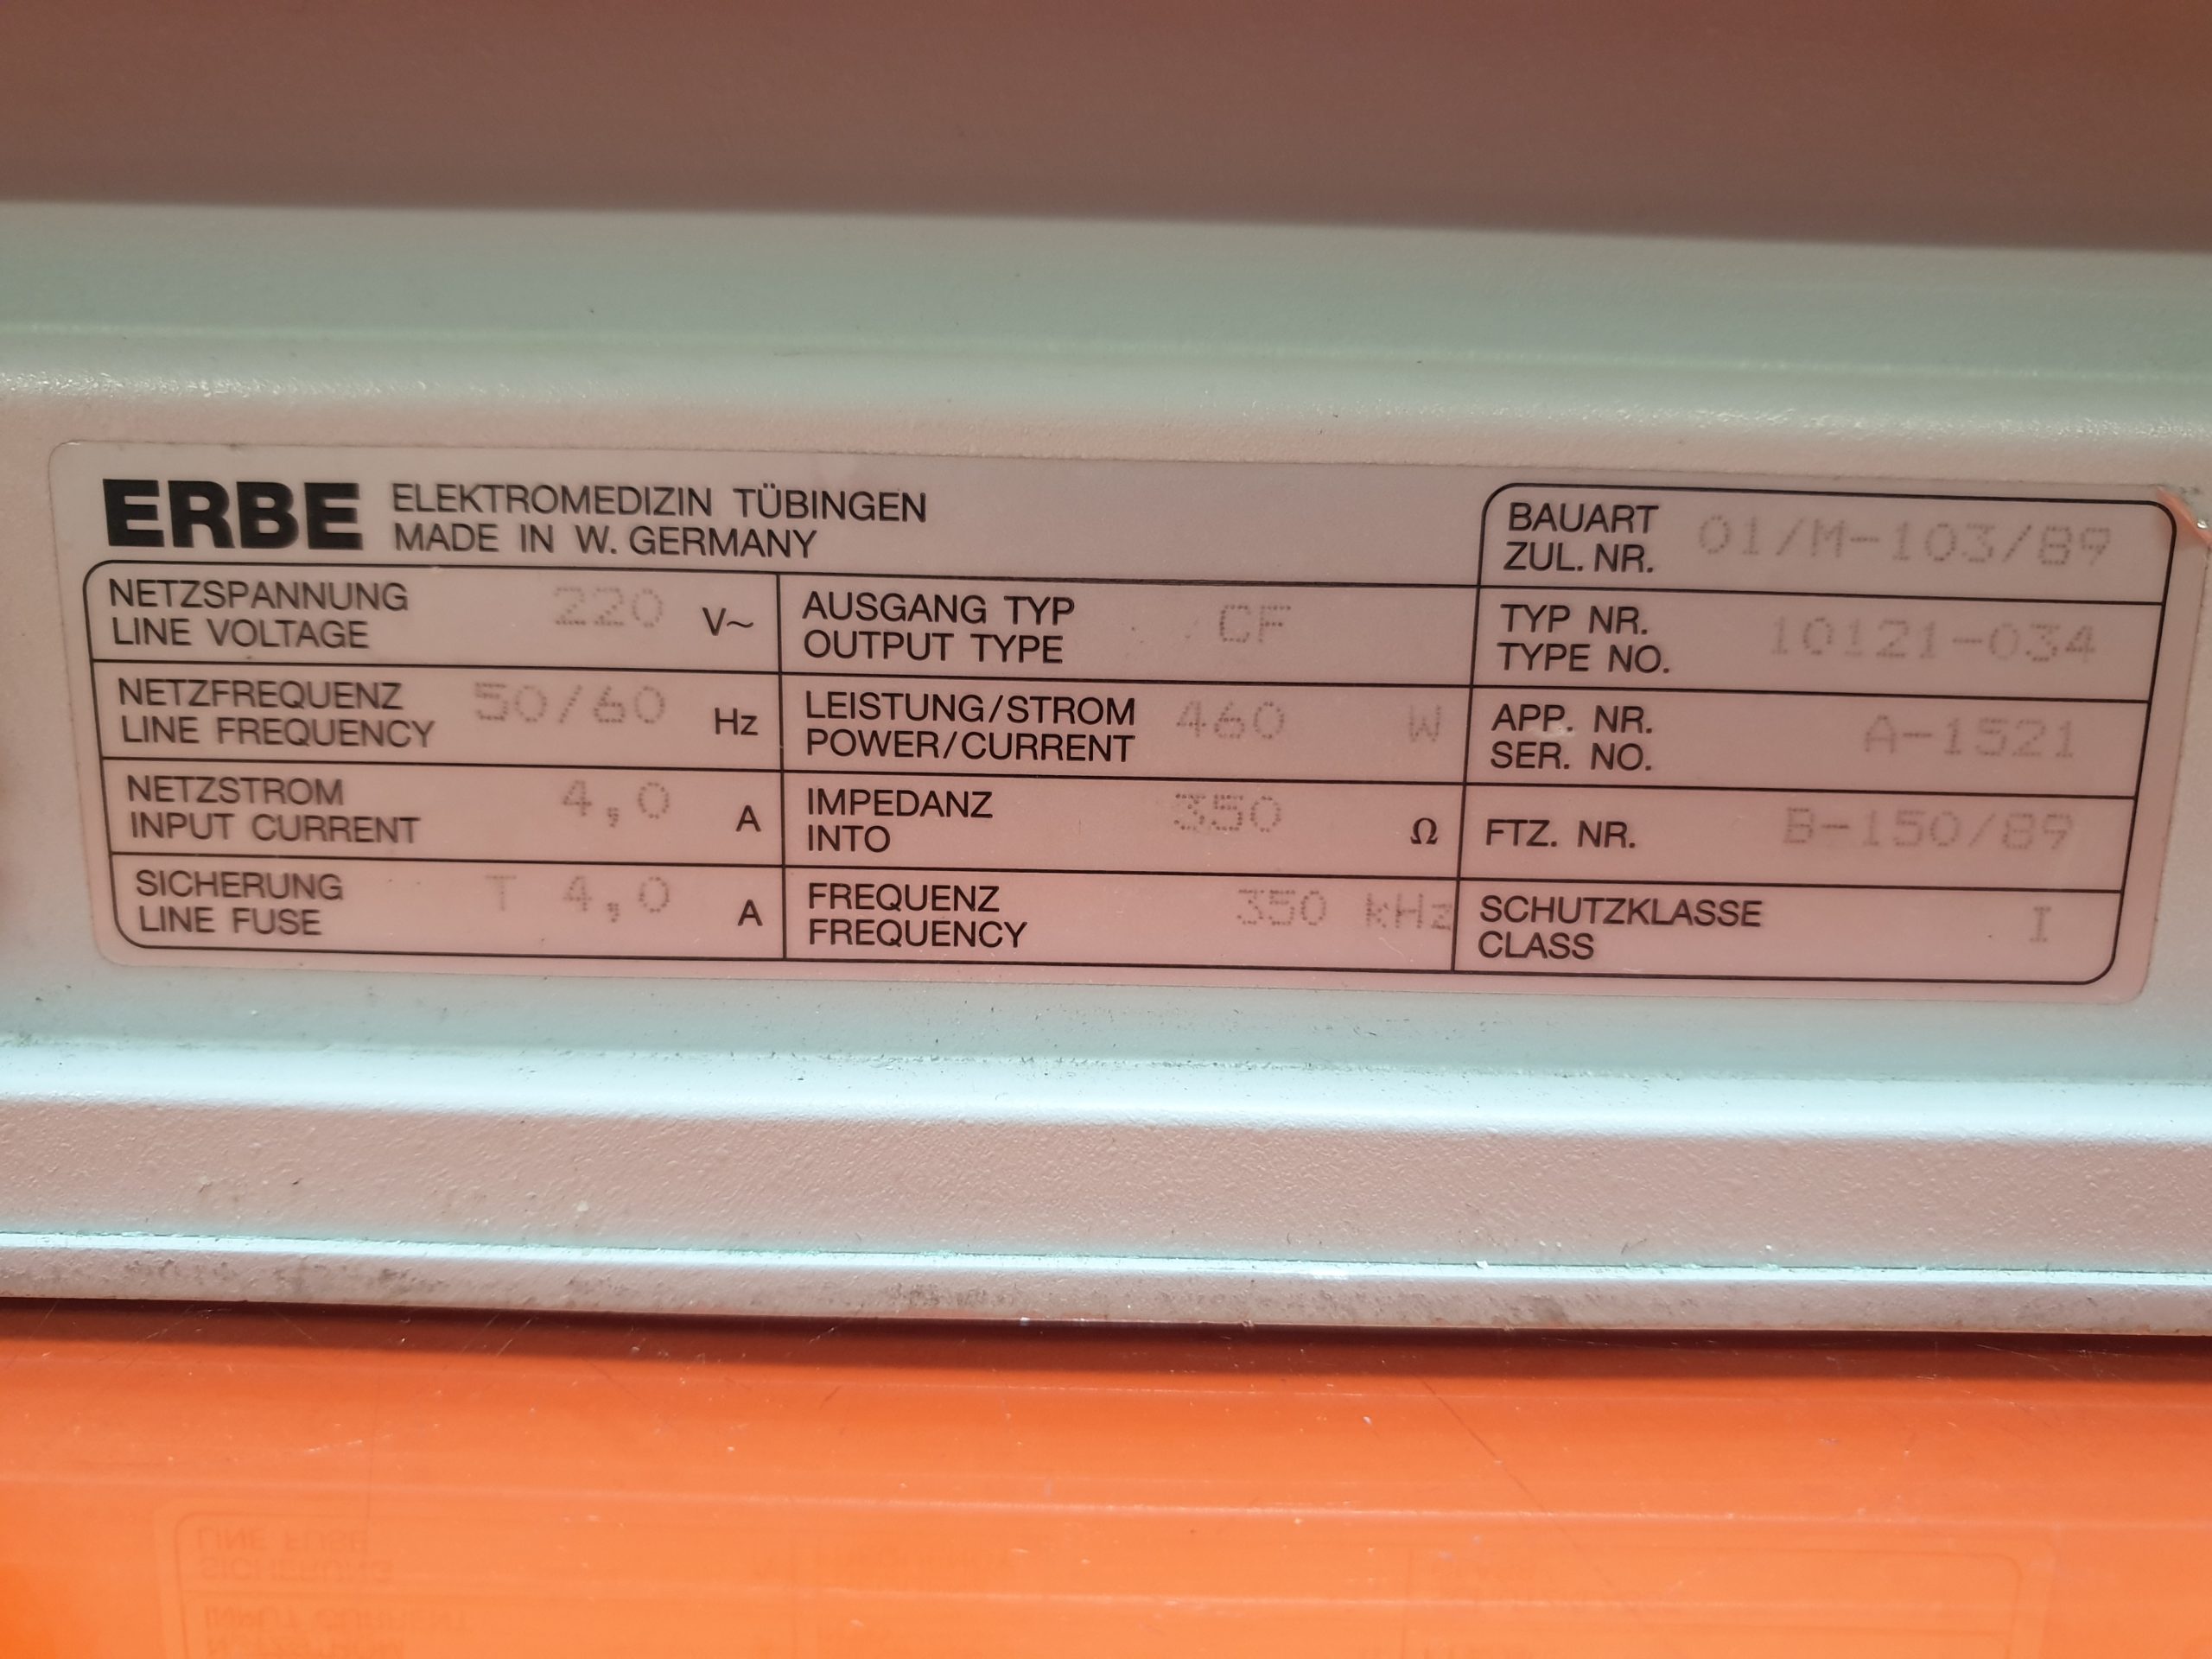 ERBE ELEKTROMEDIZIN TÜBINGEN
MADE IN W. GERMANY
BAUART
ZUL. NR. 01/M-103/89
NETZSPANNUNG
LINE VOLTAGE 220 V~
AUSGANG TYP
OUTPUT TYPE CF
TYP NR.
TYPE NO. 10121-034
NETZFREQUENZ
LINE FREQUENCY 50/60 Hz
LEISTUNG/STROM
POWER/CURRENT 460 W
APP. NR.
SER. NO. A-1521
NETZSTROM
INPUT CURRENT 4,0 A
IMPEDANZ
INTO 350 Ω
FTZ. NR. B-150/89
SICHERUNG
LINE FUSE T 4,0 A
FREQUENZ
FREQUENCY 350 kHz
SCHUTZKLASSE
CLASS I